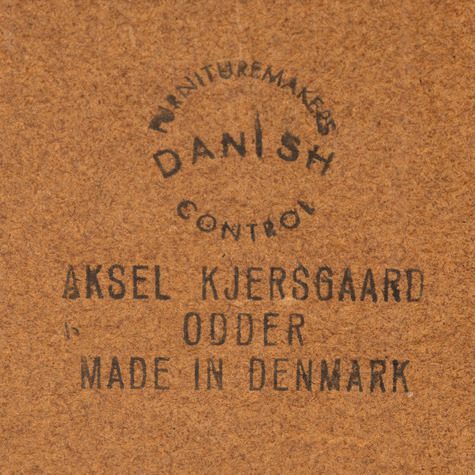 FURNITUREMAKERS
DANISH
CONTROL
AKSEL KJERSGAARD
ODDER
MADE IN DENMARK